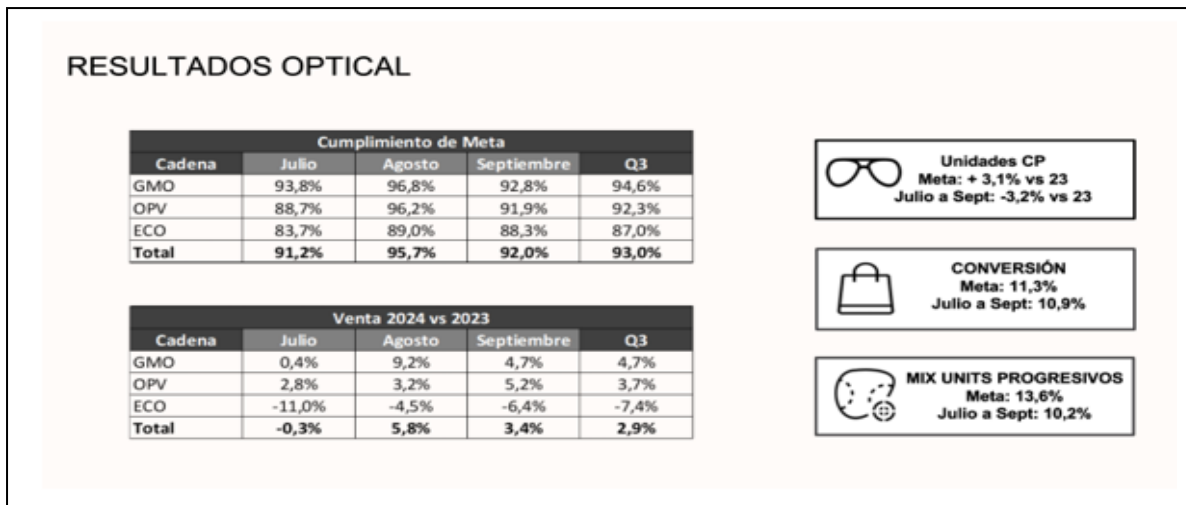 RESULTADOS OPTICAL
Cumplimiento de Meta
Cadena Julio Agosto Septiembre Q3
GMO 93,8% 96,8% 92,8% 94,6%
OPV 88,7% 96,2% 91,9% 92,3%
ECO 83,7% 89,0% 88,3% 87,0%
Total 91,2% 95,7% 92,0% 93,0%
Venta 2024 vs 2023
Cadena Julio Agosto Septiembre Q3
GMO 0,4% 9,2% 4,7% 4,7%
OPV 2,8% 3,2% 5,2% 3,7%
ECO -11,0% -4,5% -6,4% -7,4%
Total -0,3% 5,8% 3,4% 2,9%
Unidades CP
Meta: + 3,1% vs 23
Julio a Sept: -3,2% vs 23
CONVERSIÓN
Meta: 11,3%
Julio a Sept: 10,9%
MIX UNITS PROGRESIVOS
Meta: 13,6%
Julio a Sept: 10,2%